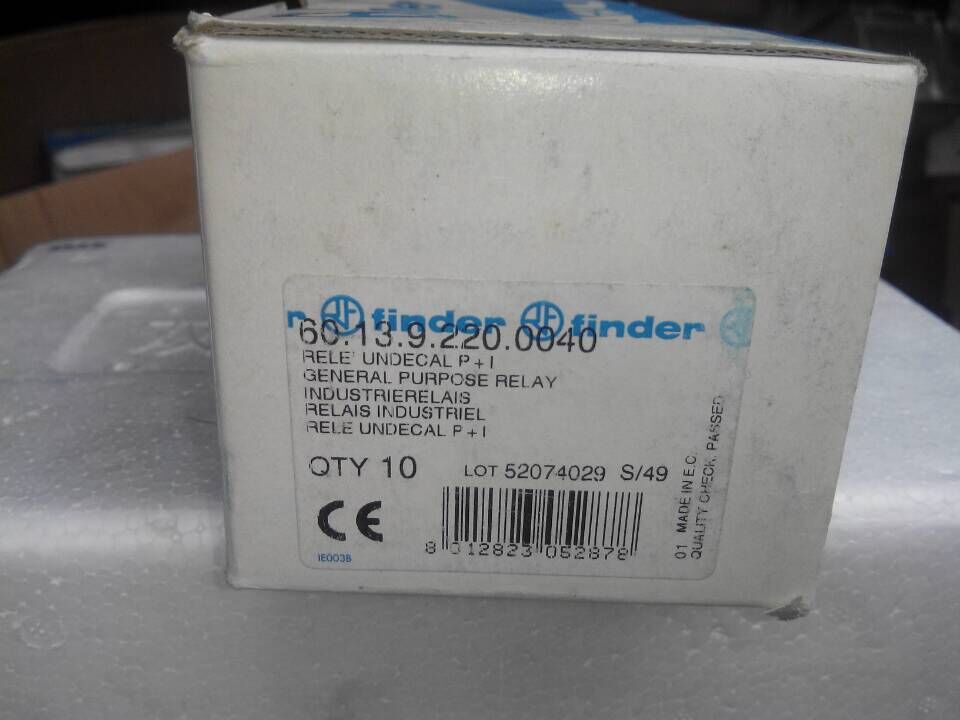 n finder finder
60.13.9.220.0040
RELE' UNDECAL P+I
GENERAL PURPOSE RELAY
INDUSTRIERELAIS
RELAIS INDUSTRIEL
RELE UNDECAL P+I
QTY 10 LOT 52074029 S/49
CE
IE003B
8 012823 052878
01 MADE IN E.C.
QUALITY CHECK. PASSED